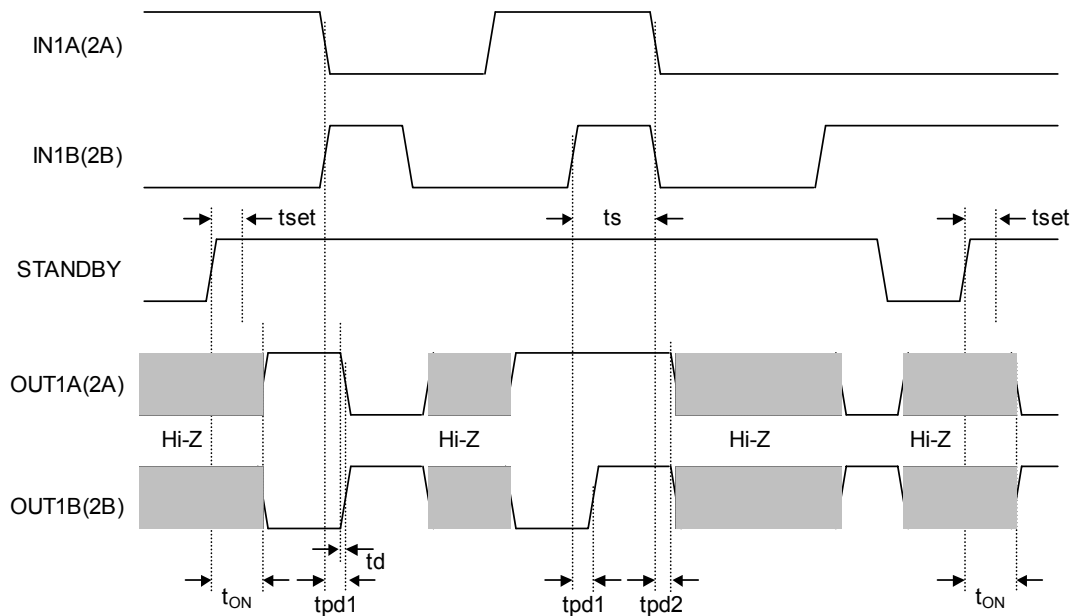 IN1A(2A)
IN1B(2B)
tset
ts
tset
STANDBY
OUT1A(2A)
Hi-Z
Hi-Z
Hi-Z
Hi-Z
OUT1B(2B)
td
tON
tpd1
tpd1
tpd2
tON